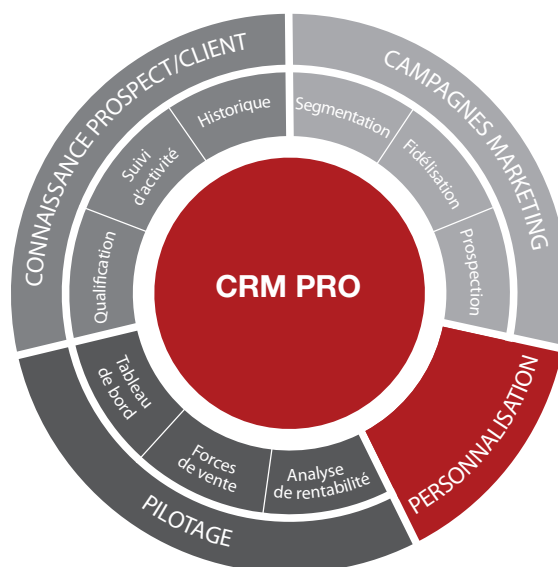 CONNAISSANCE PROSPECT/CLIENT
Qualification
Suivi
d'activité
Historique
CAMPAGNES MARKETING
Segmentation
Fidélisation
Prospection
CRM PRO
PERSONNALISATION
PILOTAGE
Tableau
de bord
Forces
de vente
Analyse
de rentabilité